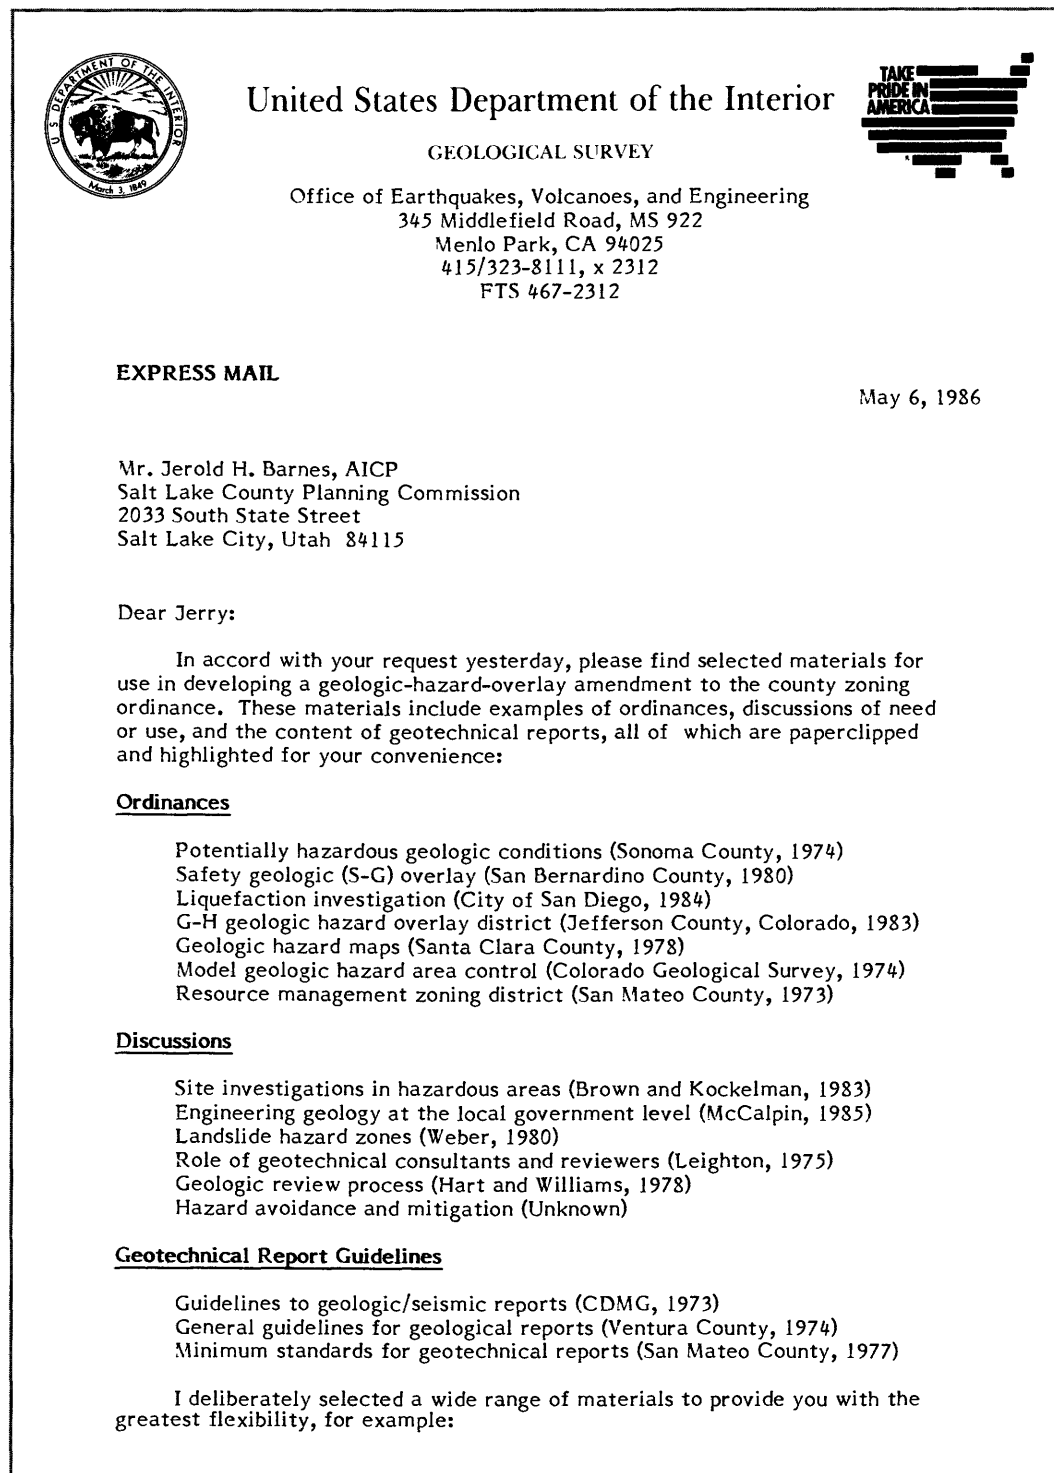 U. S. DEPARTMENT OF THE INTERIOR
March 3, 1849
TAKE
PRIDE IN
AMERICA
United States Department of the Interior
GEOLOGICAL SURVEY
Office of Earthquakes, Volcanoes, and Engineering
345 Middlefield Road, MS 922
Menlo Park, CA 94025
415/323-8111, x 2312
FTS 467-2312
EXPRESS MAIL
May 6, 1986
Mr. Jerold H. Barnes, AICP
Salt Lake County Planning Commission
2033 South State Street
Salt Lake City, Utah 84115
Dear Jerry:
In accord with your request yesterday, please find selected materials for
use in developing a geologic-hazard-overlay amendment to the county zoning
ordinance. These materials include examples of ordinances, discussions of need
or use, and the content of geotechnical reports, all of which are paperclipped
and highlighted for your convenience:
Ordinances
Potentially hazardous geologic conditions (Sonoma County, 1974)
Safety geologic (S-G) overlay (San Bernardino County, 1980)
Liquefaction investigation (City of San Diego, 1984)
G-H geologic hazard overlay district (Jefferson County, Colorado, 1983)
Geologic hazard maps (Santa Clara County, 1978)
Model geologic hazard area control (Colorado Geological Survey, 1974)
Resource management zoning district (San Mateo County, 1973)
Discussions
Site investigations in hazardous areas (Brown and Kockelman, 1983)
Engineering geology at the local government level (McCalpin, 1985)
Landslide hazard zones (Weber, 1980)
Role of geotechnical consultants and reviewers (Leighton, 1975)
Geologic review process (Hart and Williams, 1978)
Hazard avoidance and mitigation (Unknown)
Geotechnical Report Guidelines
Guidelines to geologic/seismic reports (CDMG, 1973)
General guidelines for geological reports (Ventura County, 1974)
Minimum standards for geotechnical reports (San Mateo County, 1977)
I deliberately selected a wide range of materials to provide you with the
greatest flexibility, for example: